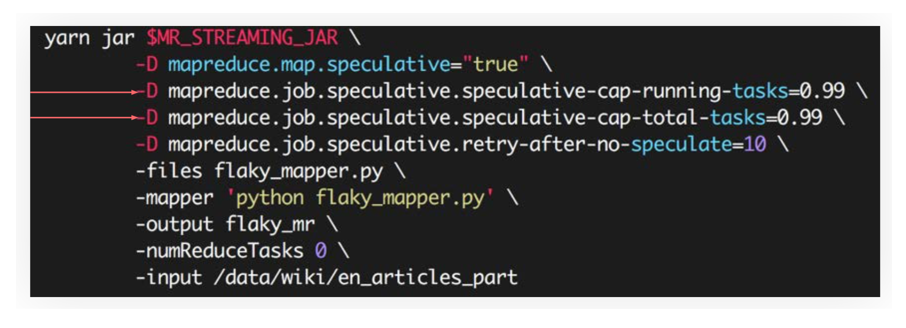 yarn jar $MR_STREAMING_JAR \
-D mapreduce.map.speculative="true" \
-D mapreduce.job.speculative.speculative-cap-running-tasks=0.99 \
-D mapreduce.job.speculative.speculative-cap-total-tasks=0.99 \
-D mapreduce.job.speculative.retry-after-no-speculate=10 \
-files flaky_mapper.py \
-mapper 'python flaky_mapper.py' \
-output flaky_mr \
-numReduceTasks 0 \
-input /data/wiki/en_articles_part